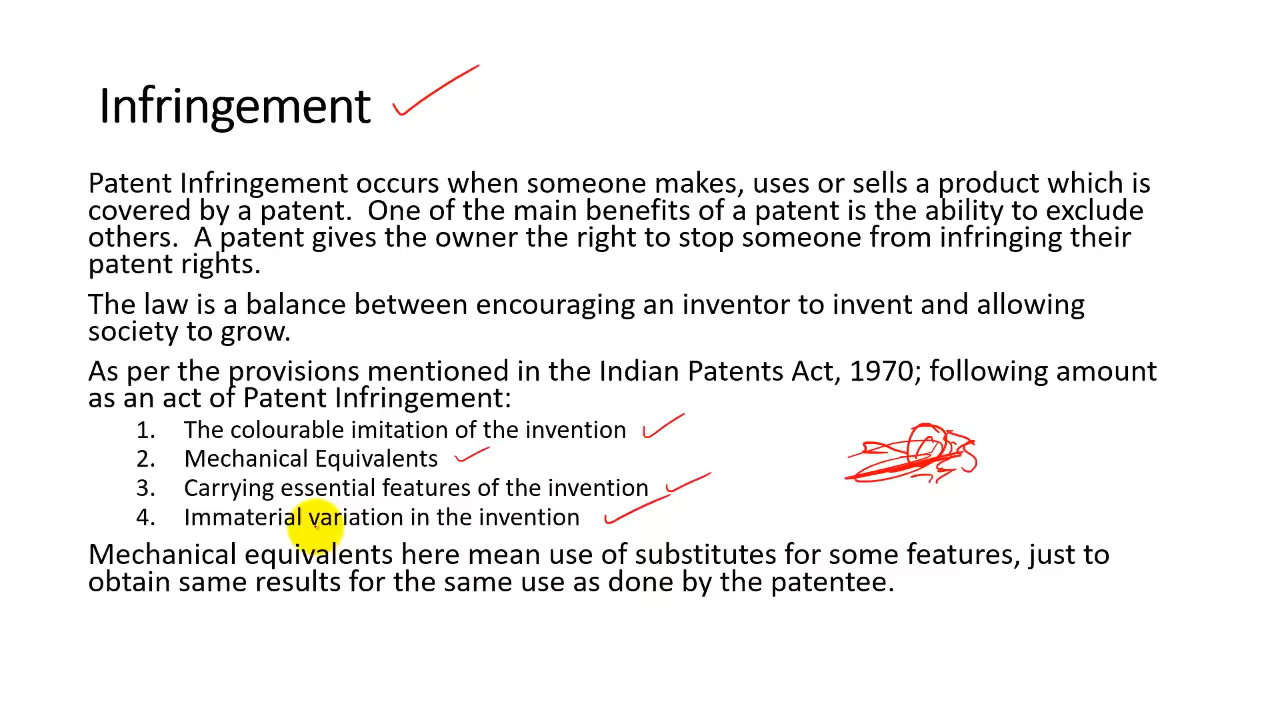 Infringement
Patent Infringement occurs when someone makes, uses or sells a product which is
covered by a patent.  One of the main benefits of a patent is the ability to exclude
others.  A patent gives the owner the right to stop someone from infringing their
patent rights.
The law is a balance between encouraging an inventor to invent and allowing
society to grow.
As per the provisions mentioned in the Indian Patents Act, 1970; following amount
as an act of Patent Infringement:
1. The colourable imitation of the invention
2. Mechanical Equivalents
3. Carrying essential features of the invention
4. Immaterial variation in the invention
Mechanical equivalents here mean use of substitutes for some features, just to
obtain same results for the same use as done by the patentee.